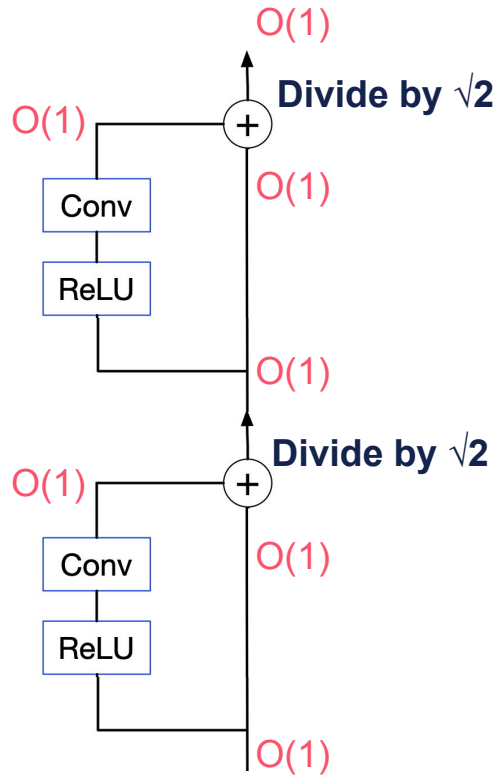 O(1)
Divide by √2
O(1)
+
O(1)
Conv
ReLU
O(1)
Divide by √2
O(1)
+
O(1)
Conv
ReLU
O(1)